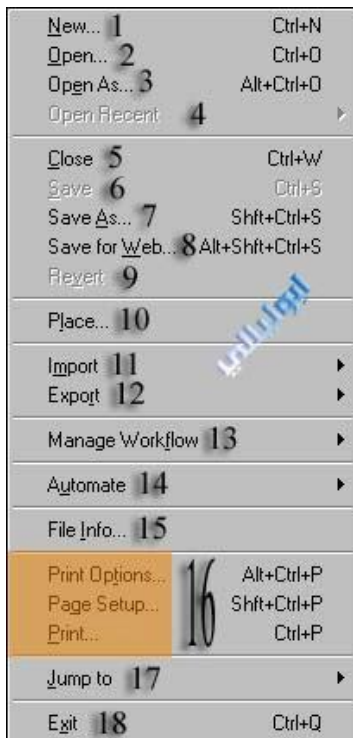 New... 1 Ctrl+N
Open... 2 Ctrl+O
Open As... 3 Alt+Ctrl+O
Open Recent 4
Close 5 Ctrl+W
Save 6 Ctrl+S
Save As... 7 Shft+Ctrl+S
Save for Web... 8 Alt+Shft+Ctrl+S
Revert 9
Place... 10
Import 11
Export 12
Manage Workflow 13
Automate 14
File Info... 15
Print Options... Alt+Ctrl+P
Page Setup... 16 Shft+Ctrl+P
Print... Ctrl+P
Jump to 17
Exit 18 Ctrl+Q